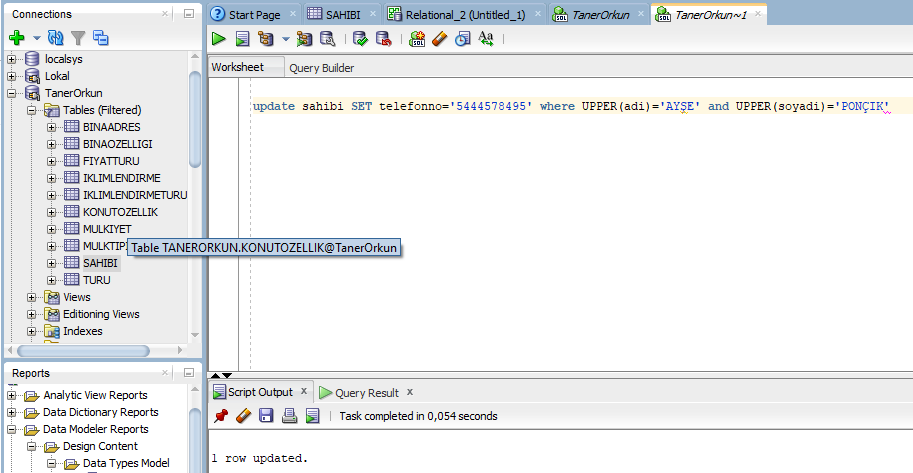 Connections
localsys
Lokal
TanerOrkun
Tables (Filtered)
BINAADRES
BINAOZELLIGI
FIYATTURU
IKLIMLENDIRME
IKLIMLENDIRMETURU
KONUTOZELLIK
MULKIYET
Table TANERORKUN.KONUTOZELLIK@TanerOrkun
SAHIBI
TURU
Views
Editioning Views
Indexes
Reports
Analytic View Reports
Data Dictionary Reports
Data Modeler Reports
Design Content
Data Types Model
Start Page
SAHIBI
Relational_2 (Untitled_1)
TanerOrkun
TanerOrkun~1
Worksheet
Query Builder
update sahibi SET telefonno='5444578495' where UPPER(adi)='AYŞE' and UPPER(soyadi)='PONÇIK'
Script Output
Query Result
Task completed in 0,054 seconds
1 row updated.